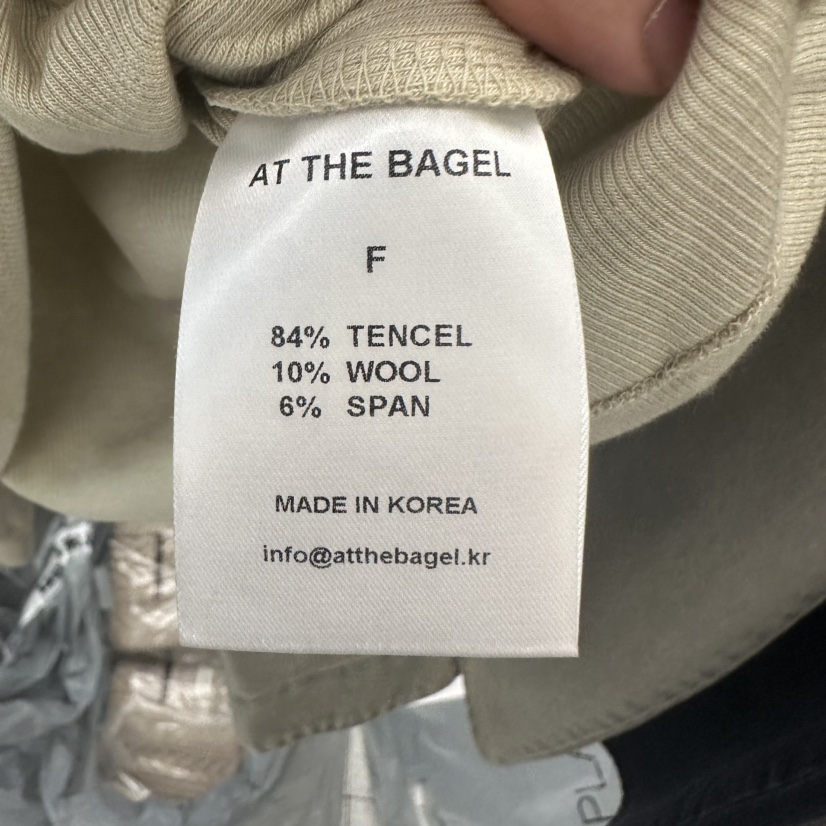 AT THE BAGEL
F
84% TENCEL
10% WOOL
6% SPAN
MADE IN KOREA
info@atthebagel.kr